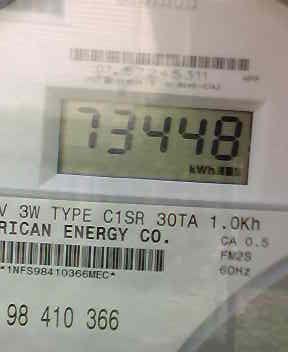 73448
kWh
V 3W TYPE C1SR 30TA 1.0Kh
RICAN ENERGY CO.
CA 0.5
FM2S
60Hz
*1NFS98410366MEC*
98 410 366